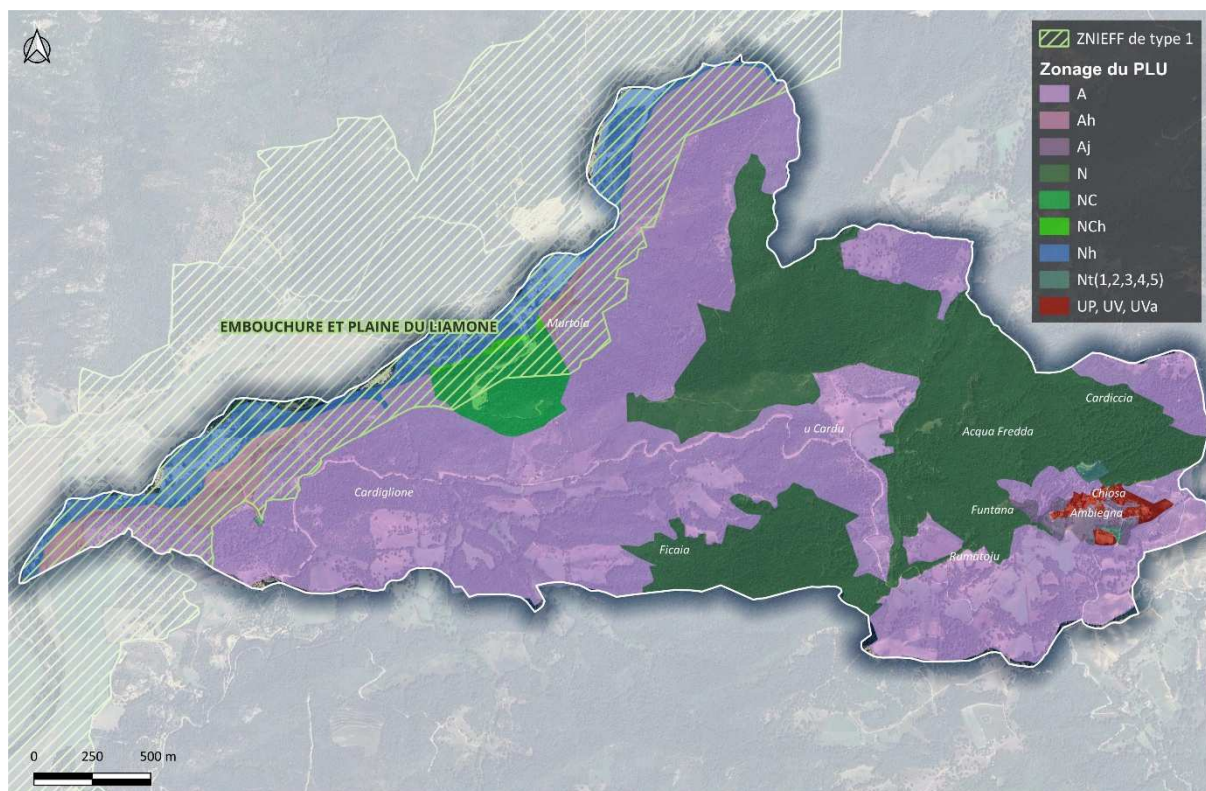 ZNIEFF de type 1
Zonage du PLU
A
Ah
Aj
N
NC
NCh
Nh
Nt(1,2,3,4,5)
UP, UV, UVa
EMBOUCHURE ET PLAINE DU LIAMONE
Murtola
Cardiccia
u Cardu
Acqua Fredda
Cardiglione
Chiosa
Funtana
Ambiegna
Ficaia
Rumatoju
0 250 500 m